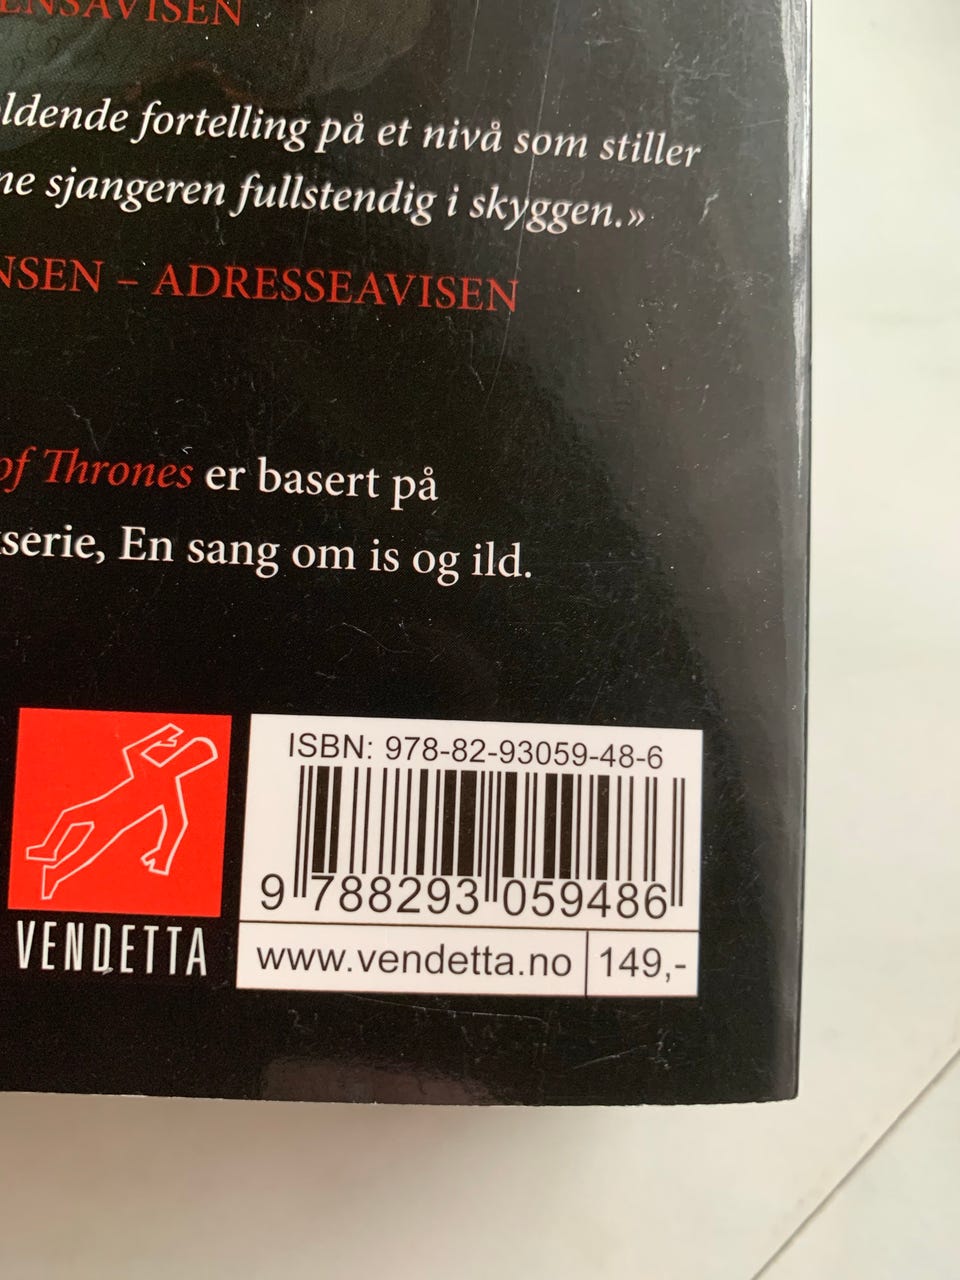 ENSAVISEN
ldende fortelling på et nivå som stiller
ne sjangeren fullstendig i skyggen.»
NSEN – ADRESSEAVISEN
of Thrones er basert på
serie, En sang om is og ild.
ISBN: 978-82-93059-48-6
9 788293 059486
VENDETTA
www.vendetta.no 149,-